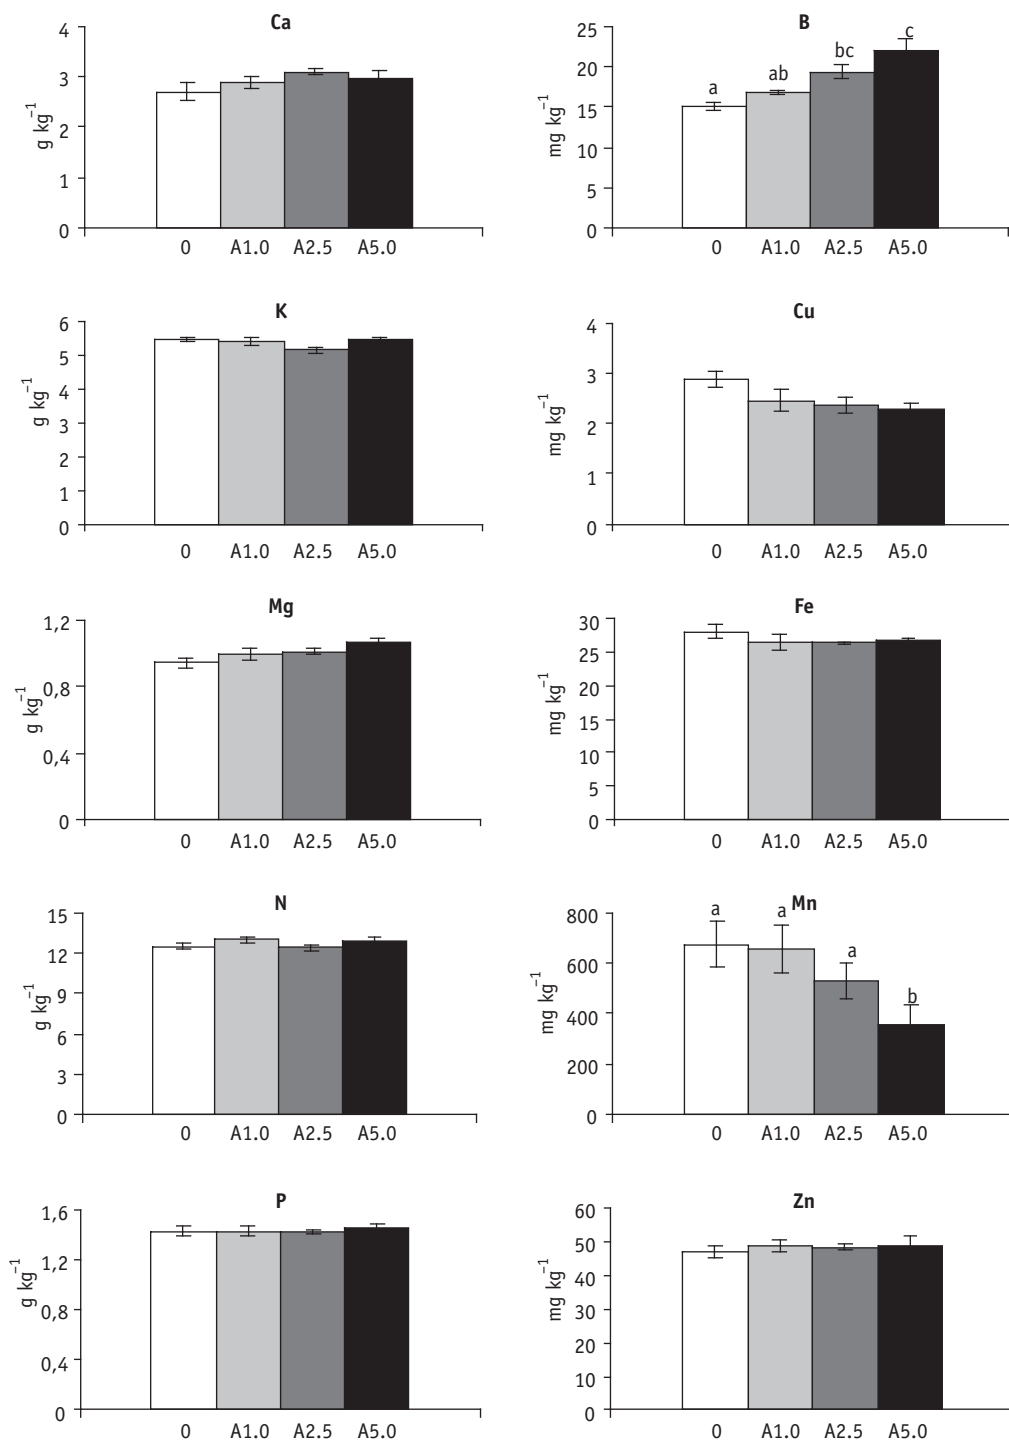 Ca
4
3
2
1
0
g kg⁻¹
0 A1.0 A2.5 A5.0
B
25
20
15
10
5
0
mg kg⁻¹
a ab bc c
0 A1.0 A2.5 A5.0
K
6
5
4
3
2
1
0
g kg⁻¹
0 A1.0 A2.5 A5.0
Cu
4
3
2
1
0
mg kg⁻¹
0 A1.0 A2.5 A5.0
Mg
1,2
0,8
0,4
0
g kg⁻¹
0 A1.0 A2.5 A5.0
Fe
30
25
20
15
10
5
0
mg kg⁻¹
0 A1.0 A2.5 A5.0
N
15
12
9
6
3
0
g kg⁻¹
0 A1.0 A2.5 A5.0
Mn
800
600
400
200
0
mg kg⁻¹
a a a b
0 A1.0 A2.5 A5.0
P
1,6
1,2
0,8
0,4
0
g kg⁻¹
0 A1.0 A2.5 A5.0
Zn
60
50
40
30
20
10
0
mg kg⁻¹
0 A1.0 A2.5 A5.0